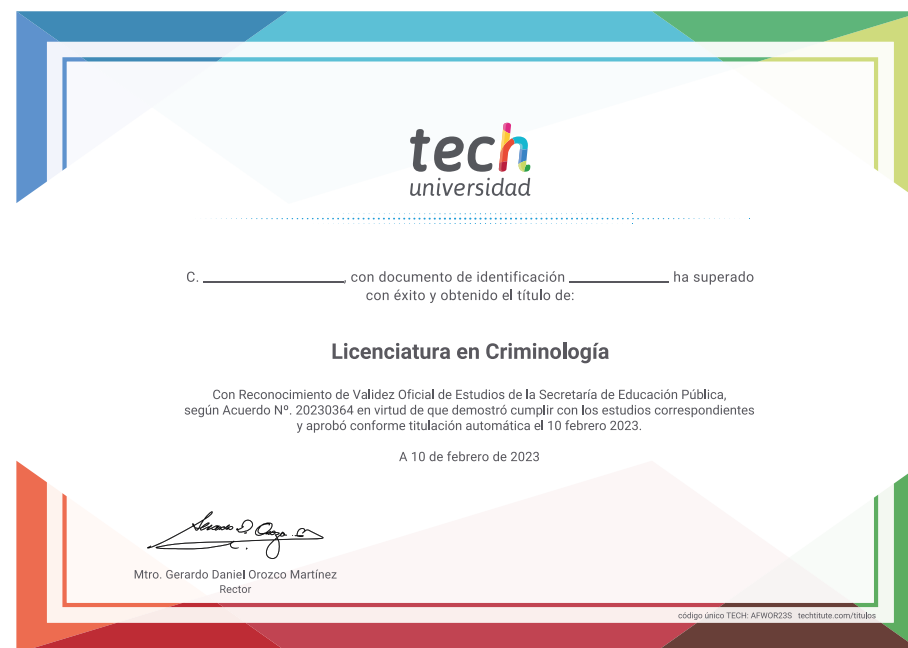 tech
universidad
C. ____________________, con documento de identificación ______________ ha superado
con éxito y obtenido el título de:
Licenciatura en Criminología
Con Reconocimiento de Validez Oficial de Estudios de la Secretaría de Educación Pública,
según Acuerdo Nº. 20230364 en virtud de que demostró cumplir con los estudios correspondientes
y aprobó conforme titulación automática el 10 febrero 2023.
A 10 de febrero de 2023
Mtro. Gerardo Daniel Orozco Martínez
Rector
código único TECH: AFWOR23S techtitute.com/titulos